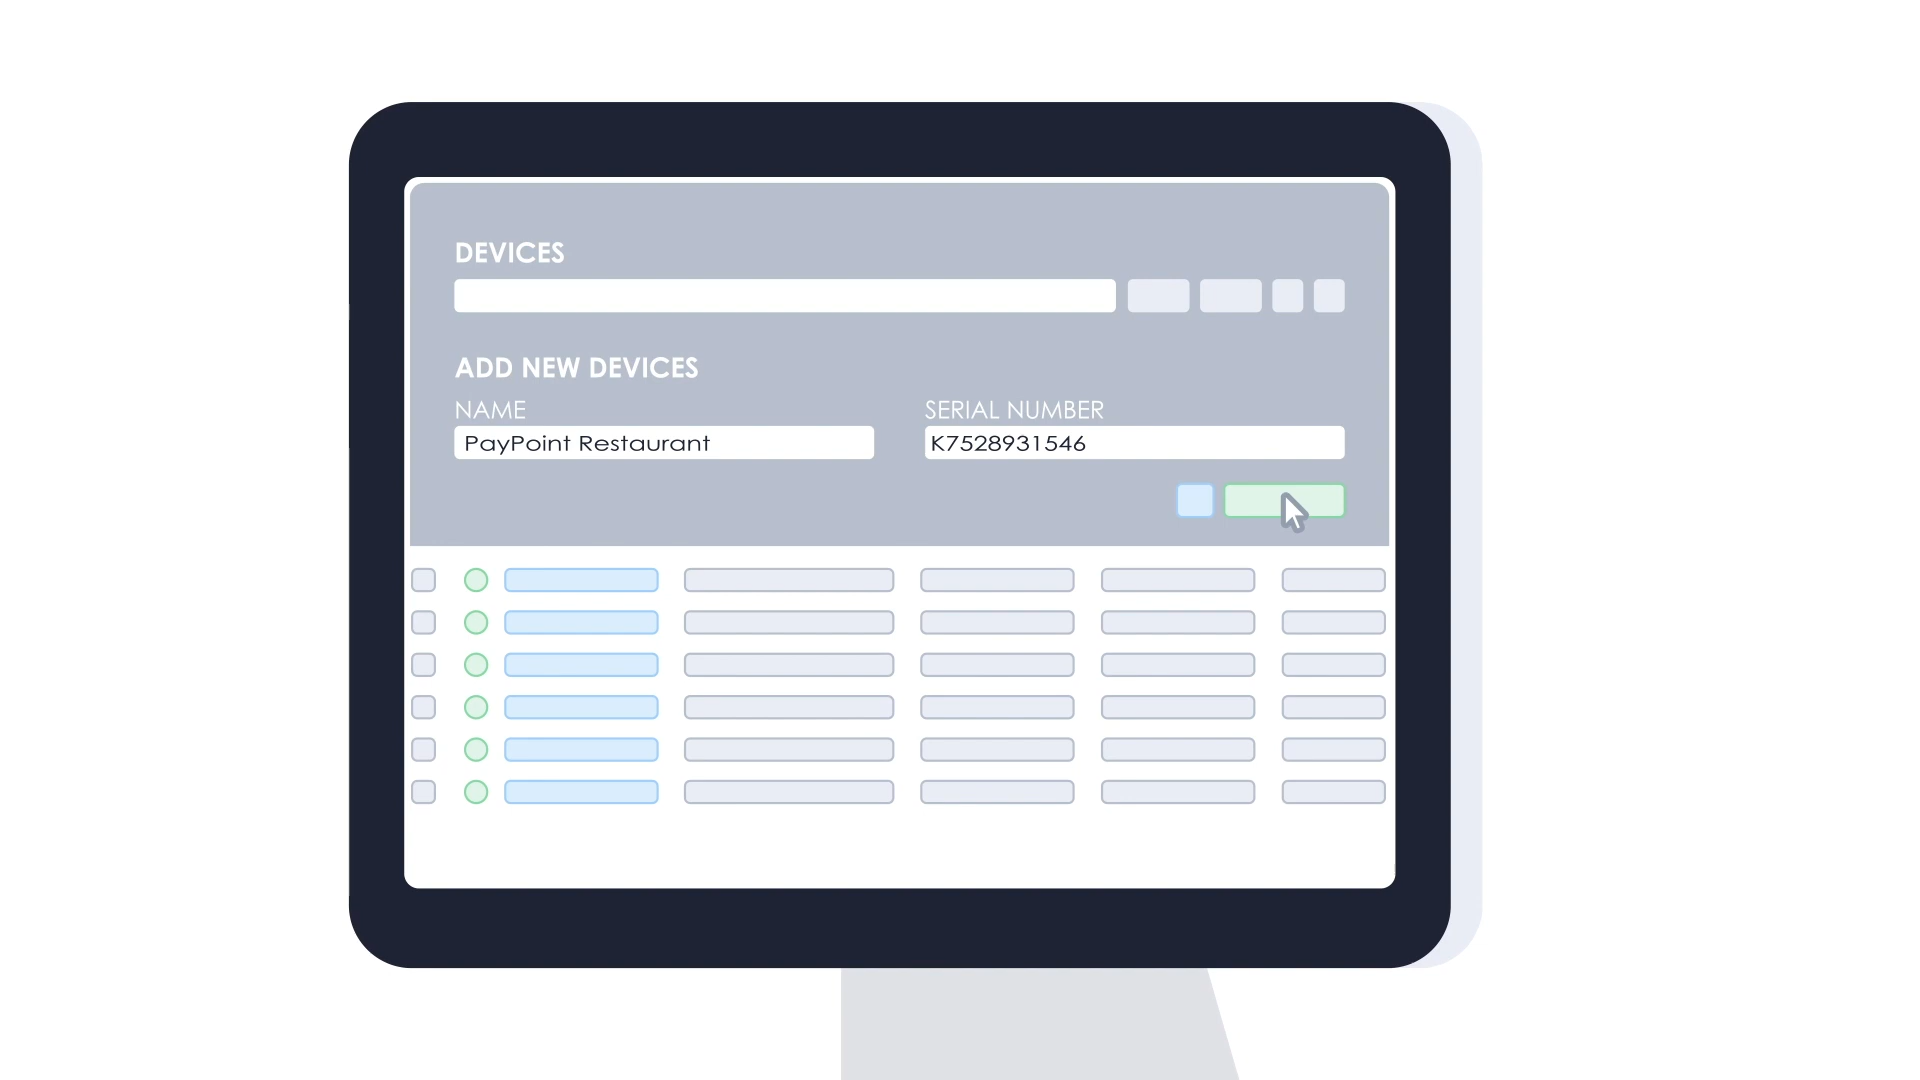 DEVICES
ADD NEW DEVICES
NAME
SERIAL NUMBER
PayPoint Restaurant
K7528931546